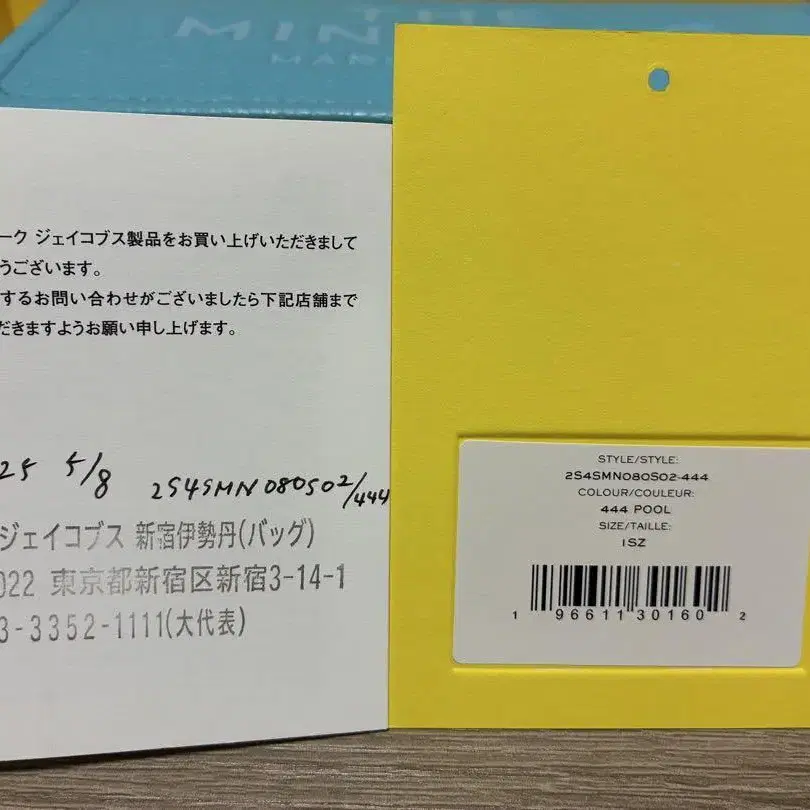 MINI
MAR
ーク ジェイコブス製品をお買い上げいただきまして
うございます。
するお問い合わせがございましたら下記店舗まで
だきますようお願い申し上げます。
25 5/8 2S4SMN080S02/444
ジェイコブス 新宿伊勢丹(バッグ)
022 東京都新宿区新宿3-14-1
3-3352-1111(大代表)
STYLE/STYLE:
2S4SMN080S02-444
COLOUR/COULEUR:
444 POOL
SIZE/TAILLE:
1SZ
1 96611 30160 2